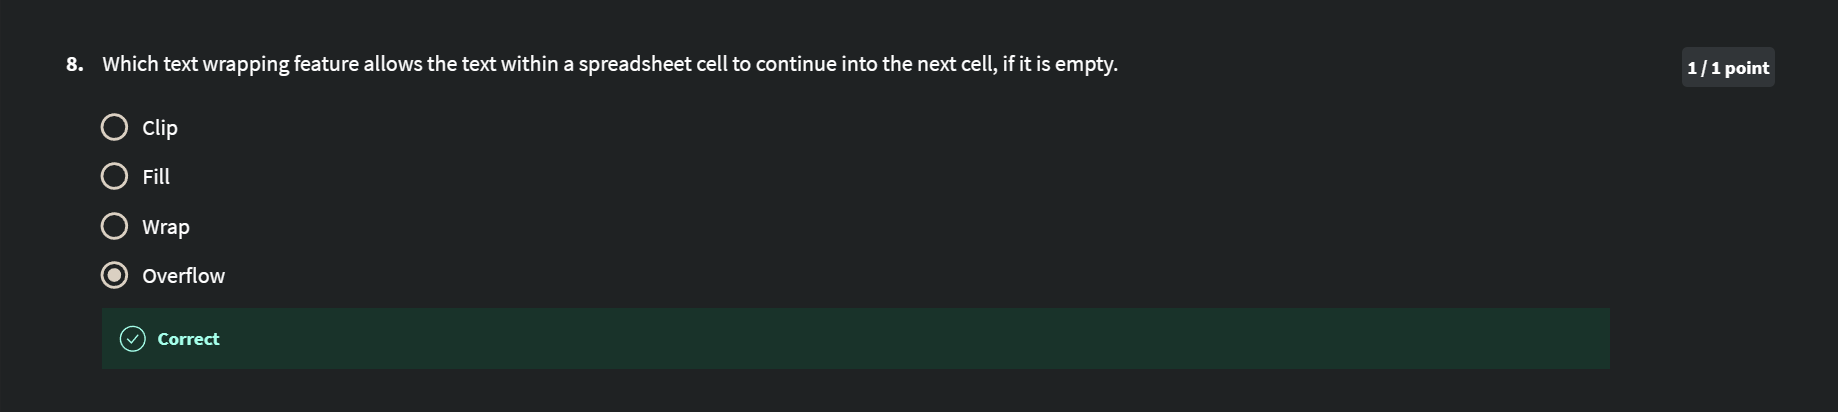 8. Which text wrapping feature allows the text within a spreadsheet cell to continue into the next cell, if it is empty.
1 / 1 point
Clip
Fill
Wrap
Overflow
Correct